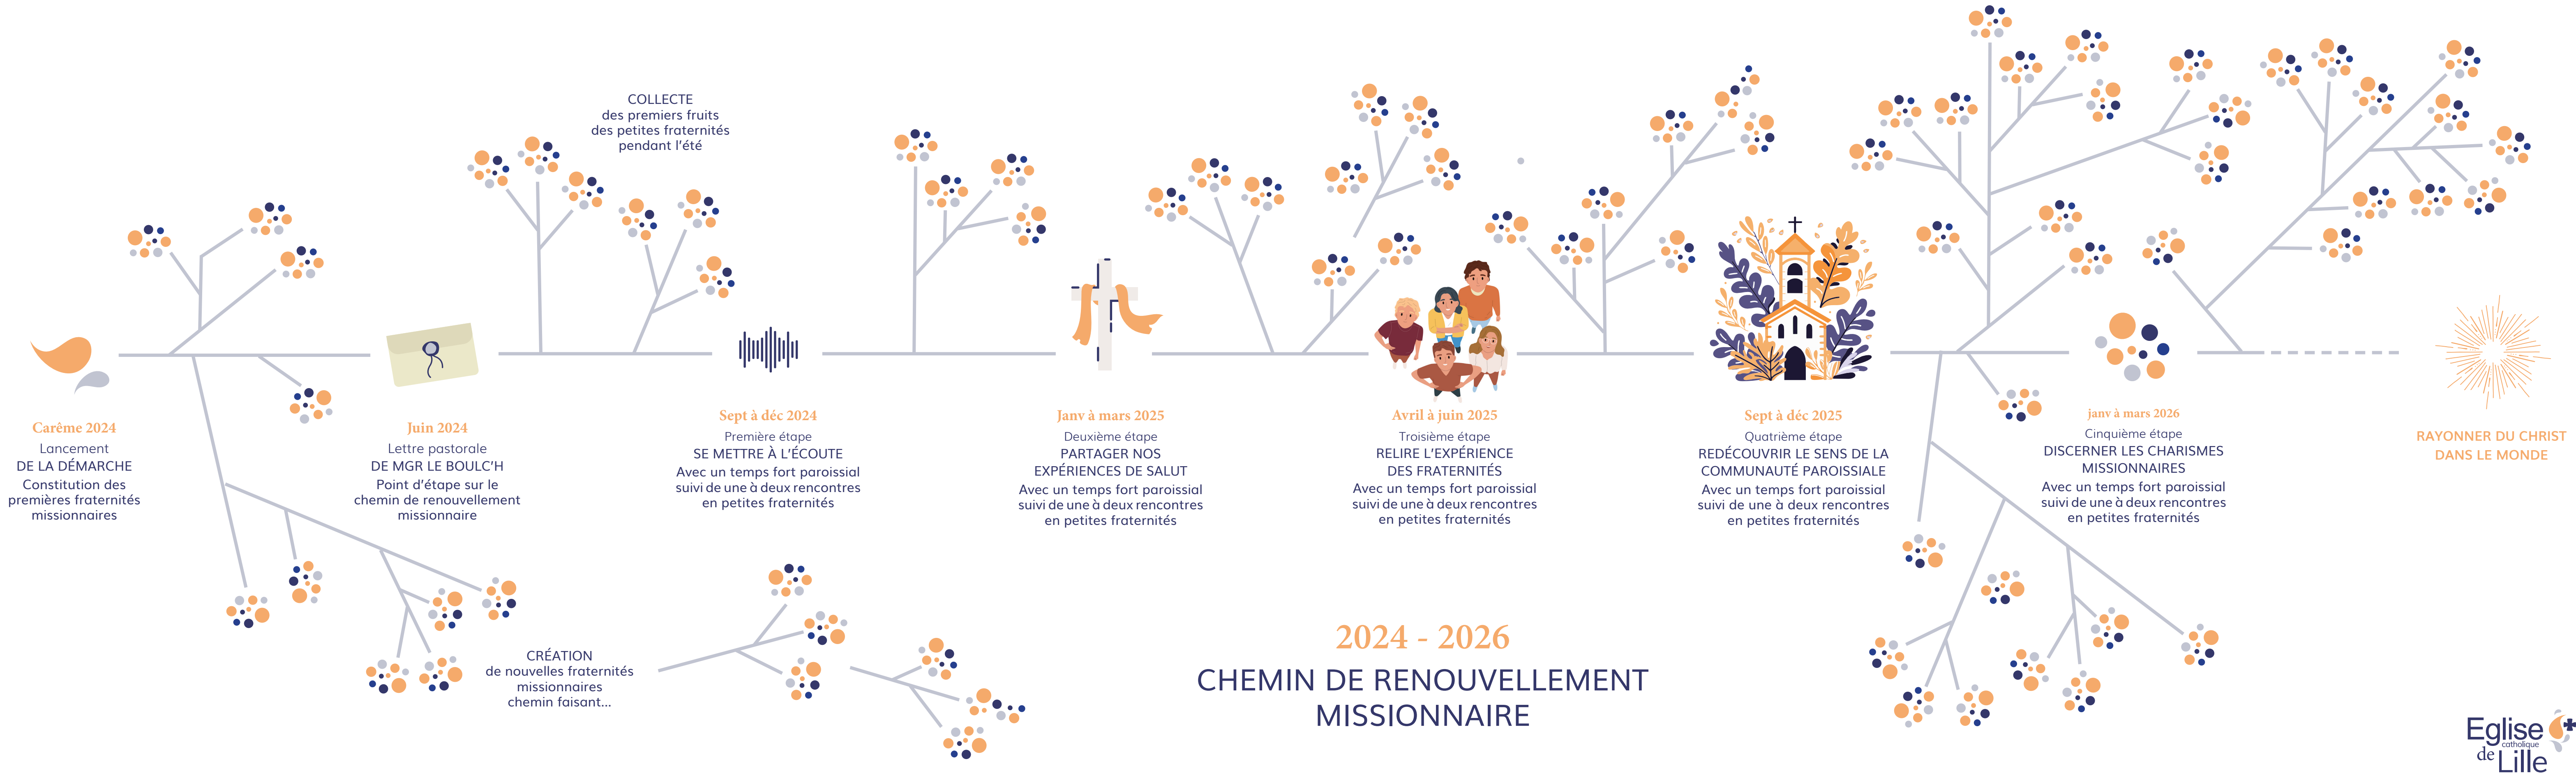 COLLECTE
des premiers fruits
des petites fraternités
pendant l'été
Carême 2024
Lancement
DE LA DÉMARCHE
Constitution des
premières fraternités
missionnaires
Juin 2024
Lettre pastorale
DE MGR LE BOULC'H
Point d'étape sur le
chemin de renouvellement
missionnaire
Sept à déc 2024
Première étape
SE METTRE À L'ÉCOUTE
Avec un temps fort paroissial
suivi de une à deux rencontres
en petites fraternités
Janv à mars 2025
Deuxième étape
PARTAGER NOS
EXPÉRIENCES DE SALUT
Avec un temps fort paroissial
suivi de une à deux rencontres
en petites fraternités
Avril à juin 2025
Troisième étape
RELIRE L'EXPÉRIENCE
DES FRATERNITÉS
Avec un temps fort paroissial
suivi de une à deux rencontres
en petites fraternités
Sept à déc 2025
Quatrième étape
REDÉCOUVRIR LE SENS DE LA
COMMUNAUTÉ PAROISSIALE
Avec un temps fort paroissial
suivi de une à deux rencontres
en petites fraternités
janv à mars 2026
Cinquième étape
DISCERNER LES CHARISMES
MISSIONNAIRES
Avec un temps fort paroissial
suivi de une à deux rencontres
en petites fraternités
RAYONNER DU CHRIST
DANS LE MONDE
CRÉATION
de nouvelles fraternités
missionnaires
chemin faisant...
2024 - 2026
CHEMIN DE RENOUVELLEMENT
MISSIONNAIRE
Eglise
catholique
de Lille